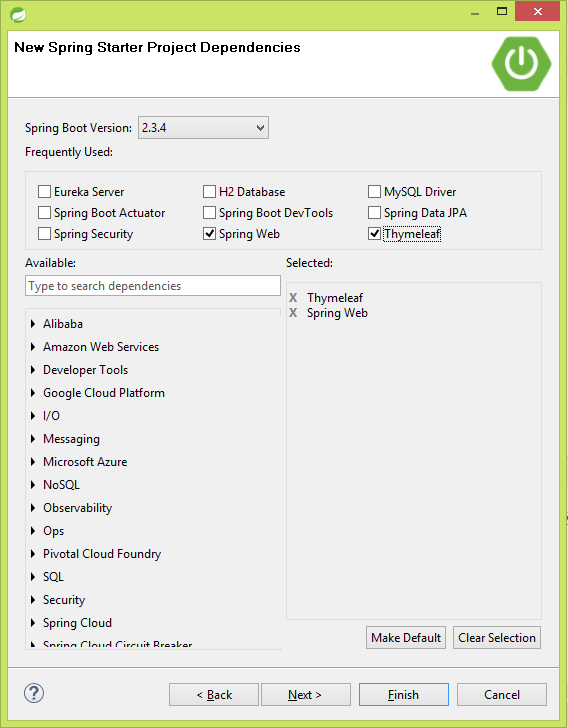 New Spring Starter Project Dependencies
Spring Boot Version: 2.3.4
Frequently Used:
Eureka Server H2 Database MySQL Driver
Spring Boot Actuator Spring Boot DevTools Spring Data JPA
Spring Security Spring Web Thymeleaf
Available: Selected:
Type to search dependencies
X Thymeleaf
X Spring Web
Alibaba
Amazon Web Services
Developer Tools
Google Cloud Platform
I/O
Messaging
Microsoft Azure
NoSQL
Observability
Ops
Pivotal Cloud Foundry
SQL
Security
Spring Cloud
Spring Cloud Circuit Breaker
Make Default Clear Selection
? < Back Next > Finish Cancel